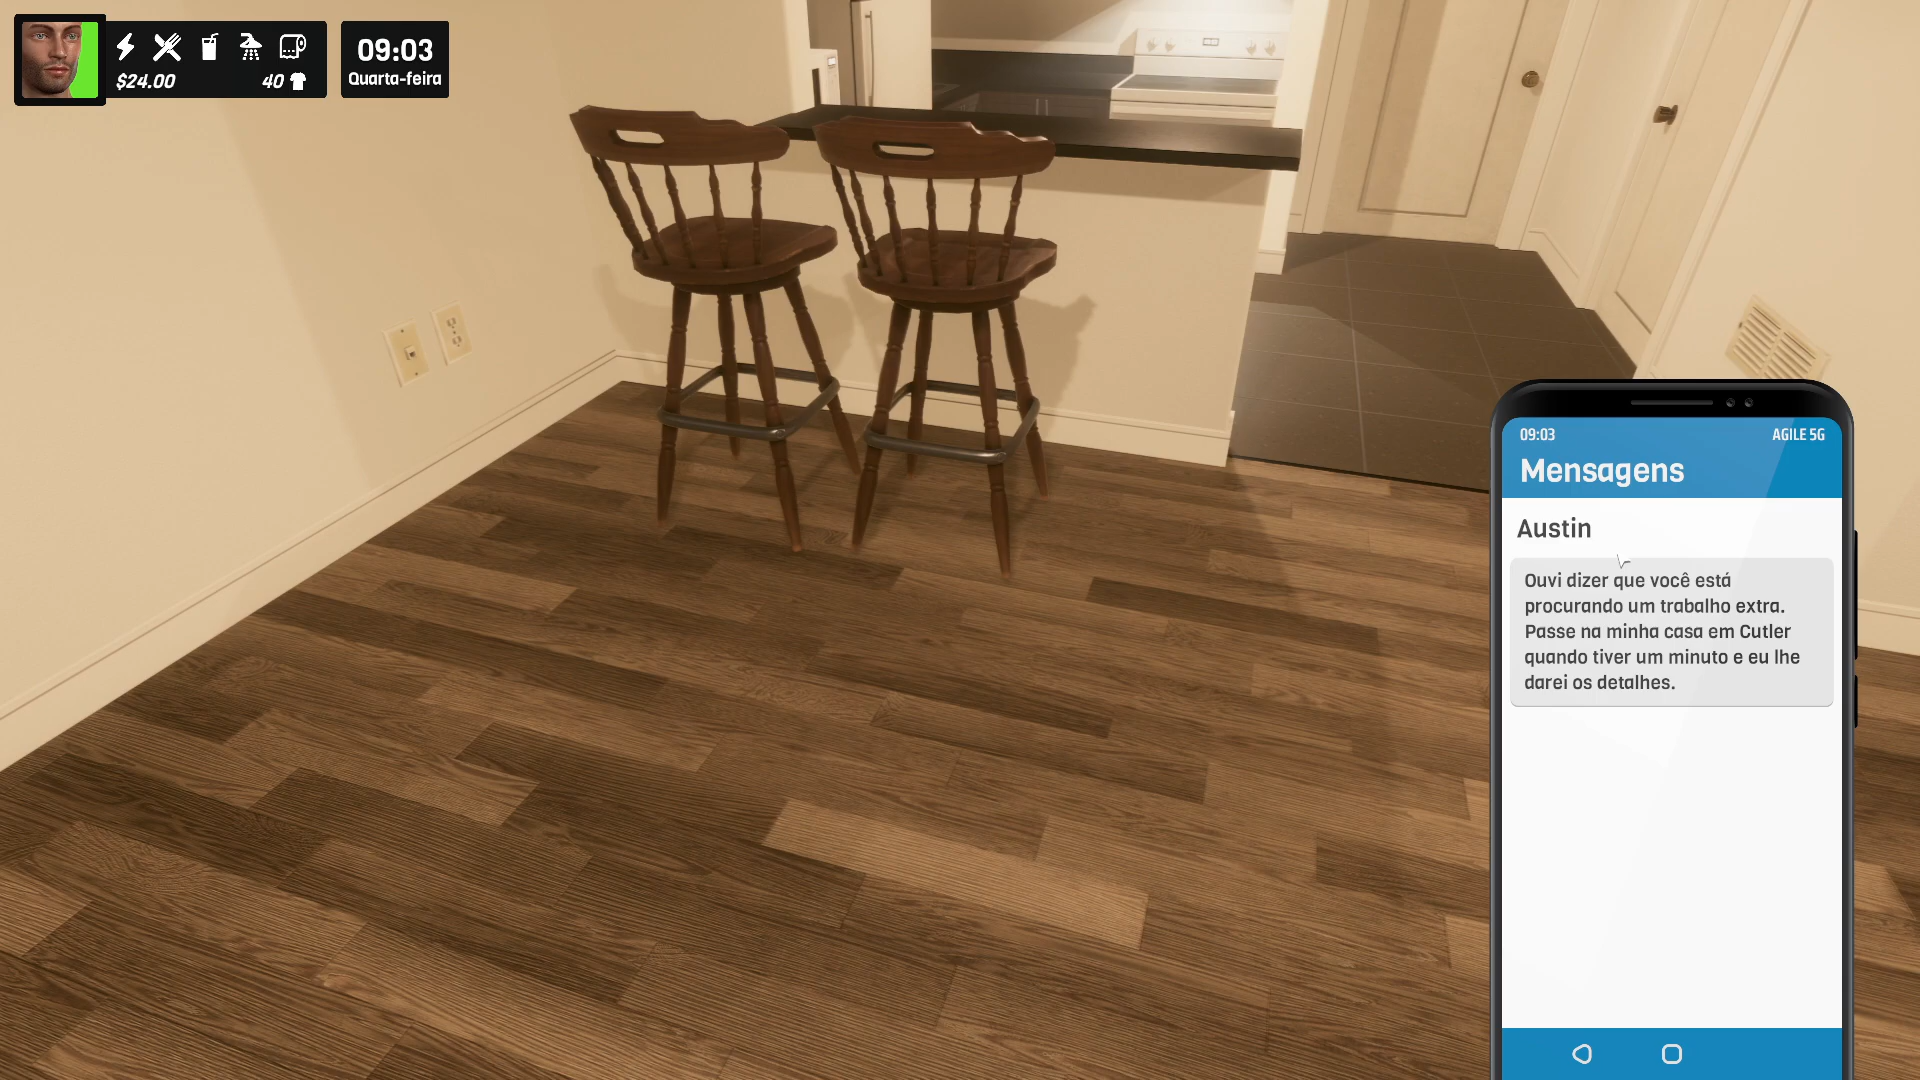 09:03
$24.00
40
Quarta-feira
09:03
AGILE 5G
Mensagens
Austin
Ouvi dizer que você está
procurando um trabalho extra.
Passe na minha casa em Cutler
quando tiver um minuto e eu lhe
darei os detalhes.